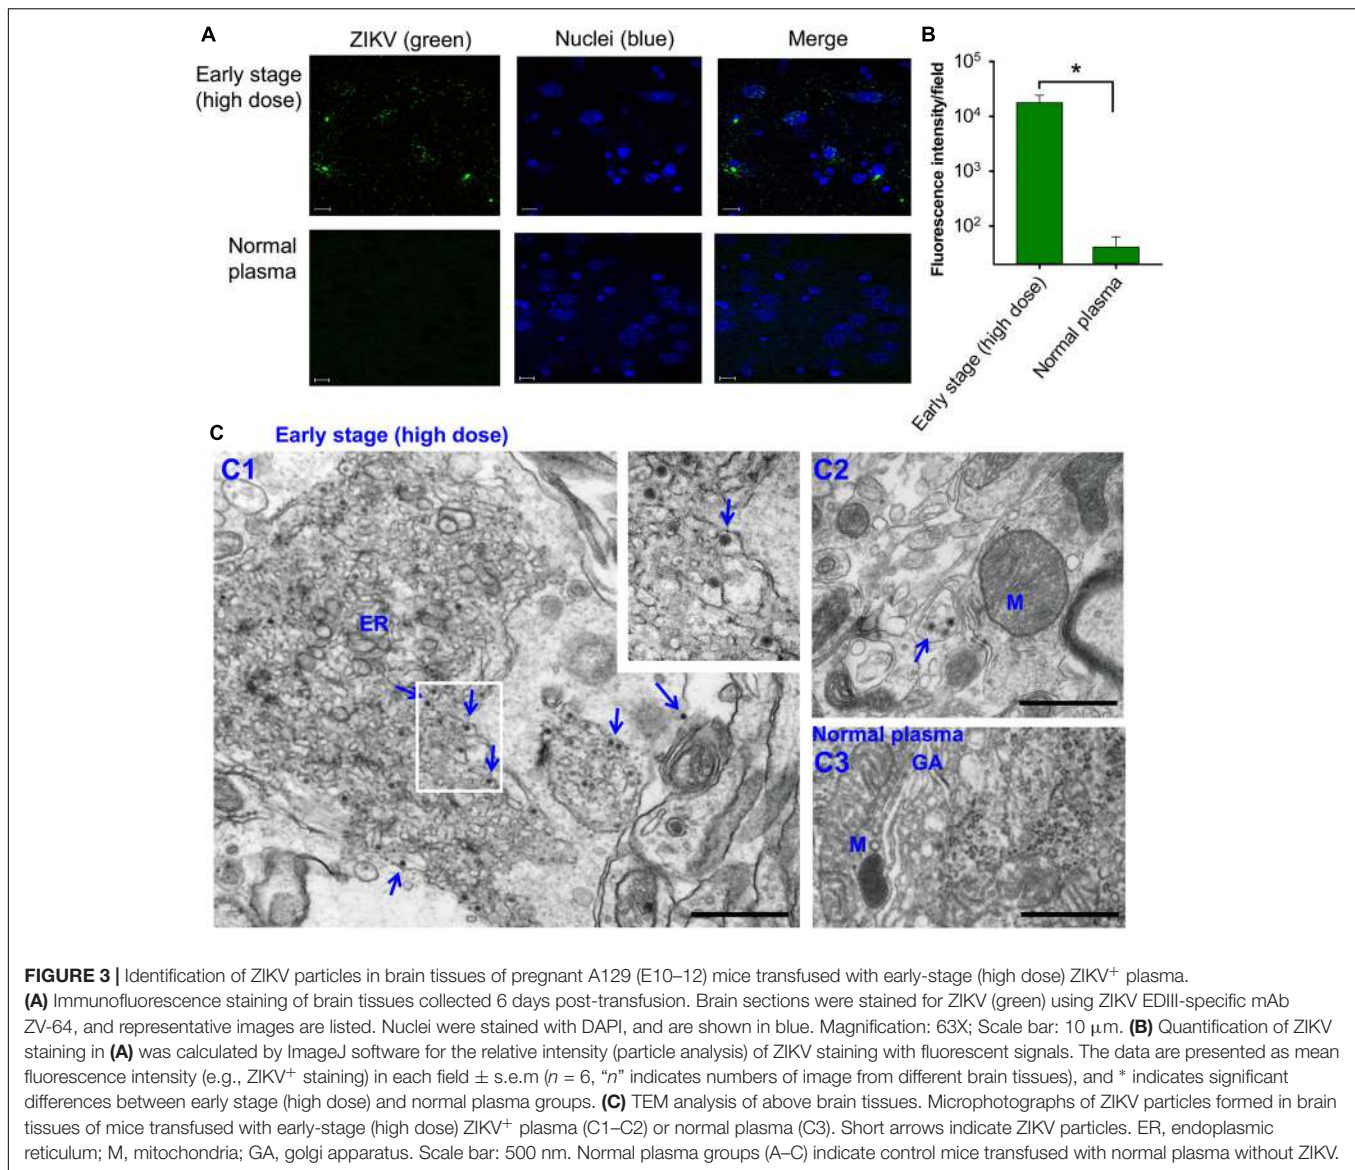 A
ZIKV (green)
Nuclei (blue)
Merge
Early stage
(high dose)
Normal
plasma
B
Fluorescence intensity/field
10⁵
10⁴
10³
10²
*
Early stage (high dose)
Normal plasma
C
Early stage (high dose)
C1
ER
C2
M
Normal plasma
C3
GA
M
FIGURE 3 | Identification of ZIKV particles in brain tissues of pregnant A129 (E10–12) mice transfused with early-stage (high dose) ZIKV⁺ plasma.
(A) Immunofluorescence staining of brain tissues collected 6 days post-transfusion. Brain sections were stained for ZIKV (green) using ZIKV EDIII-specific mAb
ZV-64, and representative images are listed. Nuclei were stained with DAPI, and are shown in blue. Magnification: 63X; Scale bar: 10 μm. (B) Quantification of ZIKV
staining in (A) was calculated by ImageJ software for the relative intensity (particle analysis) of ZIKV staining with fluorescent signals. The data are presented as mean
fluorescence intensity (e.g., ZIKV⁺ staining) in each field ± s.e.m (n = 6, “n” indicates numbers of image from different brain tissues), and * indicates significant
differences between early stage (high dose) and normal plasma groups. (C) TEM analysis of above brain tissues. Microphotographs of ZIKV particles formed in brain
tissues of mice transfused with early-stage (high dose) ZIKV⁺ plasma (C1–C2) or normal plasma (C3). Short arrows indicate ZIKV particles. ER, endoplasmic
reticulum; M, mitochondria; GA, golgi apparatus. Scale bar: 500 nm. Normal plasma groups (A–C) indicate control mice transfused with normal plasma without ZIKV.